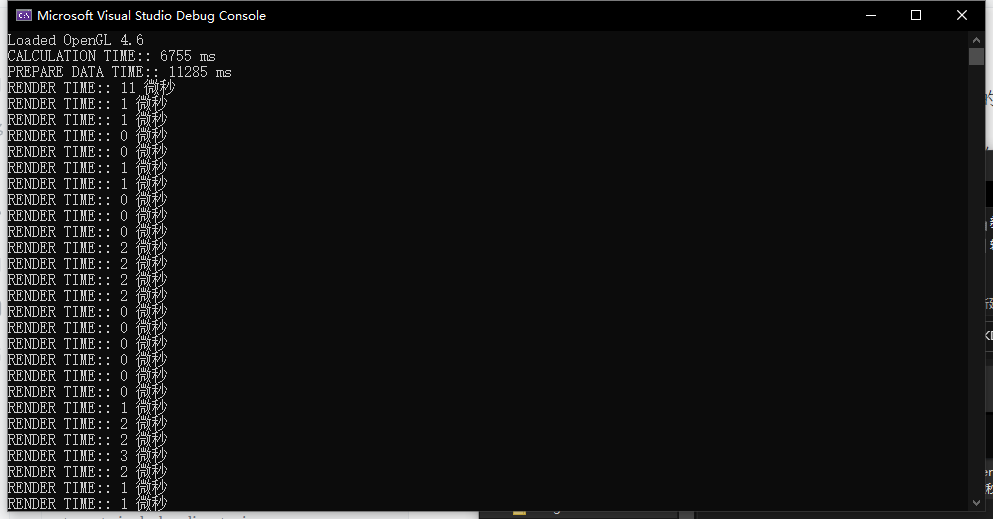 Microsoft Visual Studio Debug Console
Loaded OpenGL 4.6
CALCULATION TIME:: 6755 ms
PREPARE DATA TIME:: 11285 ms
RENDER TIME:: 11 微秒
RENDER TIME:: 1 微秒
RENDER TIME:: 1 微秒
RENDER TIME:: 0 微秒
RENDER TIME:: 0 微秒
RENDER TIME:: 1 微秒
RENDER TIME:: 1 微秒
RENDER TIME:: 0 微秒
RENDER TIME:: 0 微秒
RENDER TIME:: 0 微秒
RENDER TIME:: 2 微秒
RENDER TIME:: 2 微秒
RENDER TIME:: 2 微秒
RENDER TIME:: 2 微秒
RENDER TIME:: 0 微秒
RENDER TIME:: 0 微秒
RENDER TIME:: 0 微秒
RENDER TIME:: 0 微秒
RENDER TIME:: 0 微秒
RENDER TIME:: 0 微秒
RENDER TIME:: 1 微秒
RENDER TIME:: 2 微秒
RENDER TIME:: 2 微秒
RENDER TIME:: 3 微秒
RENDER TIME:: 2 微秒
RENDER TIME:: 1 微秒
RENDER TIME:: 1 微秒